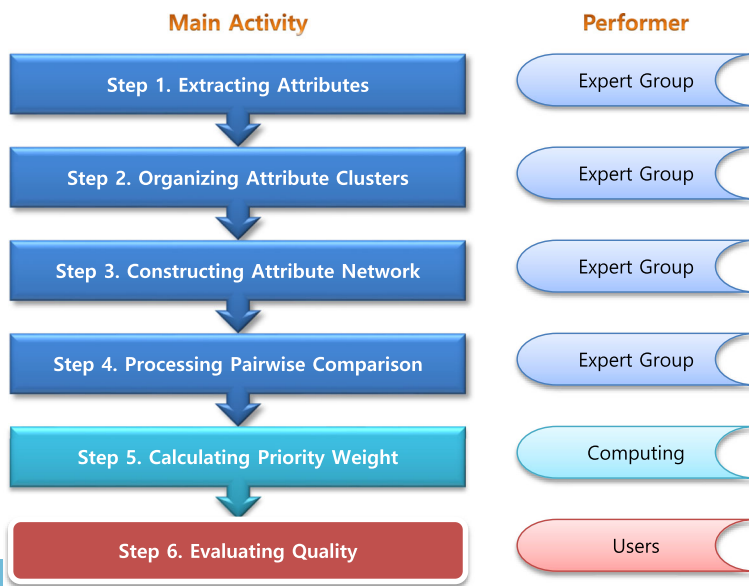 Main Activity
Performer
Step 1. Extracting Attributes
Expert Group
Step 2. Organizing Attribute Clusters
Expert Group
Step 3. Constructing Attribute Network
Expert Group
Step 4. Processing Pairwise Comparison
Expert Group
Step 5. Calculating Priority Weight
Computing
Step 6. Evaluating Quality
Users